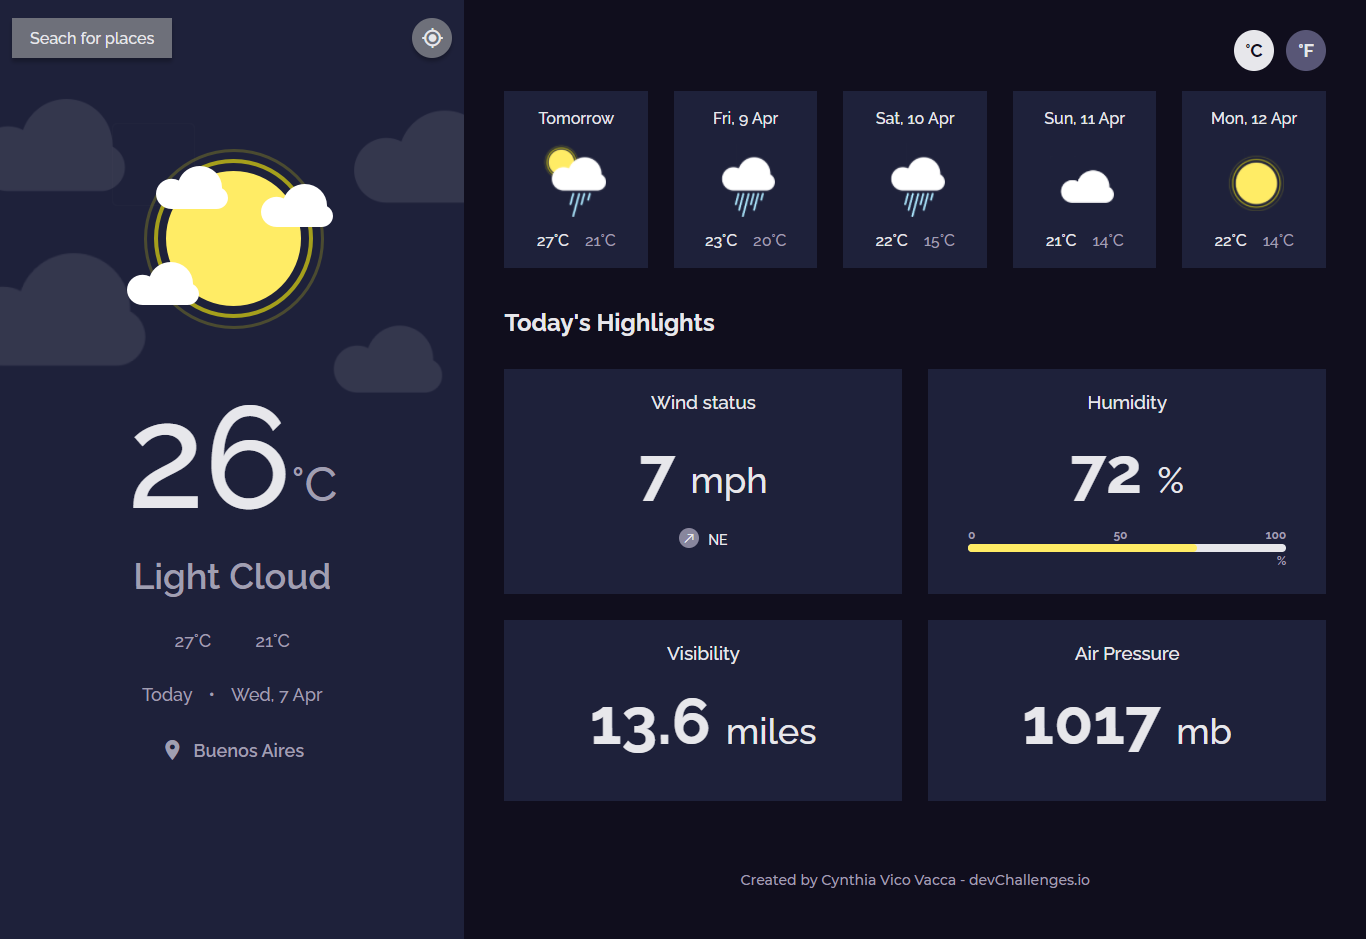 Seach for places
26°C
Light Cloud
27°C 21°C
Today • Wed, 7 Apr
Buenos Aires
°C °F
Tomorrow
27°C 21°C
Fri, 9 Apr
23°C 20°C
Sat, 10 Apr
22°C 15°C
Sun, 11 Apr
21°C 14°C
Mon, 12 Apr
22°C 14°C
Today's Highlights
Wind status
7 mph
NE
Humidity
72 %
0 50 100
%
Visibility
13.6 miles
Air Pressure
1017 mb
Created by Cynthia Vico Vacca - devChallenges.io